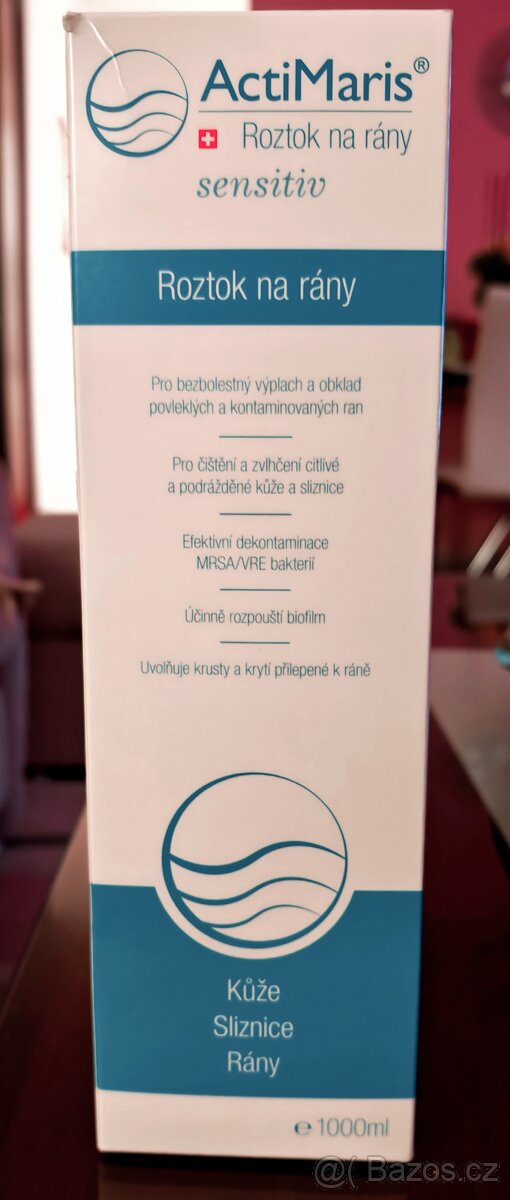 ActiMaris®
Roztok na rány
sensitiv
Roztok na rány
Pro bezbolestný výplach a obklad
povleklých a kontaminovaných ran
Pro čištění a zvlhčení citlivé
a podrážděné kůže a sliznice
Efektivní dekontaminace
MRSA/VRE bakterií
Účinně rozpouští biofilm
Uvolňuje krusty a krytí přilepené k ráně
Kůže
Sliznice
Rány
℮ 1000ml
@( Bazos.cz